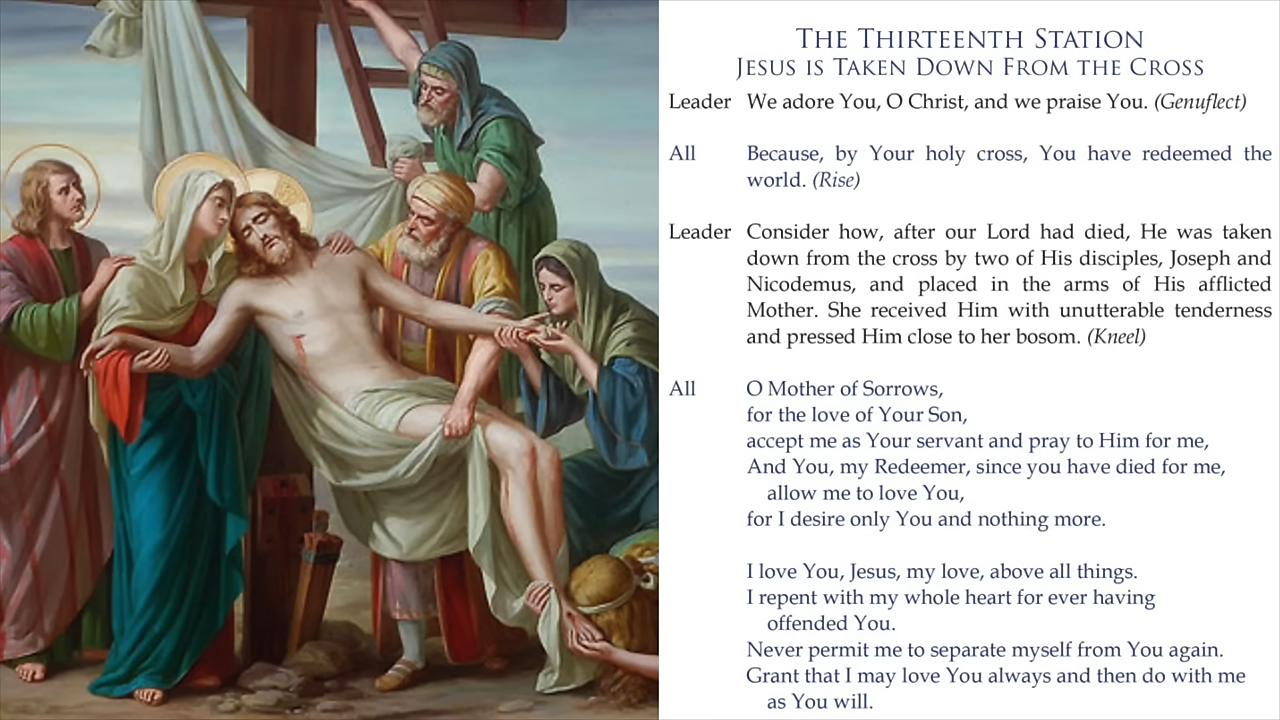 The Thirteenth Station
Jesus is Taken Down From the Cross
Leader We adore You, O Christ, and we praise You. (Genuflect)
All Because, by Your holy cross, You have redeemed the
world. (Rise)
Leader Consider how, after our Lord had died, He was taken
down from the cross by two of His disciples, Joseph and
Nicodemus, and placed in the arms of His afflicted
Mother. She received Him with unutterable tenderness
and pressed Him close to her bosom. (Kneel)
All O Mother of Sorrows,
for the love of Your Son,
accept me as Your servant and pray to Him for me,
And You, my Redeemer, since you have died for me,
allow me to love You,
for I desire only You and nothing more.
I love You, Jesus, my love, above all things.
I repent with my whole heart for ever having
offended You.
Never permit me to separate myself from You again.
Grant that I may love You always and then do with me
as You will.